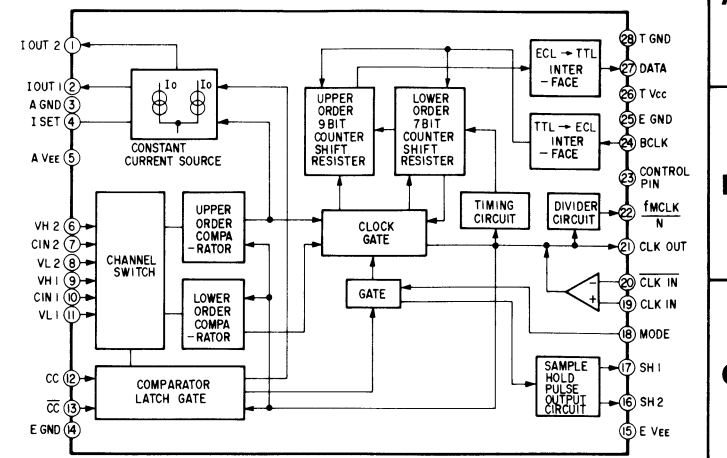 I OUT 2 1
I OUT 1 2
A GND 3
I SET 4
A VEE 5
VH 2 6
CIN 2 7
VL 2 8
VH 1 9
CIN 1 10
VL 1 11
CC 12
CC 13
E GND 14
Io Io
CONSTANT
CURRENT SOURCE
CHANNEL
SWITCH
UPPER
ORDER
COMPA
-RATOR
LOWER
ORDER
COMPA
-RATOR
COMPARATOR
LATCH GATE
UPPER
ORDER
9 BIT
COUNTER
SHIFT
RESISTER
LOWER
ORDER
7 BIT
COUNTER
SHIFT
RESISTER
CLOCK
GATE
GATE
TIMING
CIRCUIT
DIVIDER
CIRCUIT
ECL → TTL
INTER
-FACE
TTL → ECL
INTER
-FACE
SAMPLE
HOLD
PULSE
OUTPUT
CIRCUIT
-
+
28 T GND
27 DATA
26 T Vcc
25 E GND
24 BCLK
23 CONTROL
PIN
22 fMCLK
N
21 CLK OUT
20 CLK IN
19 CLK IN
18 MODE
17 SH 1
16 SH 2
15 E VEE